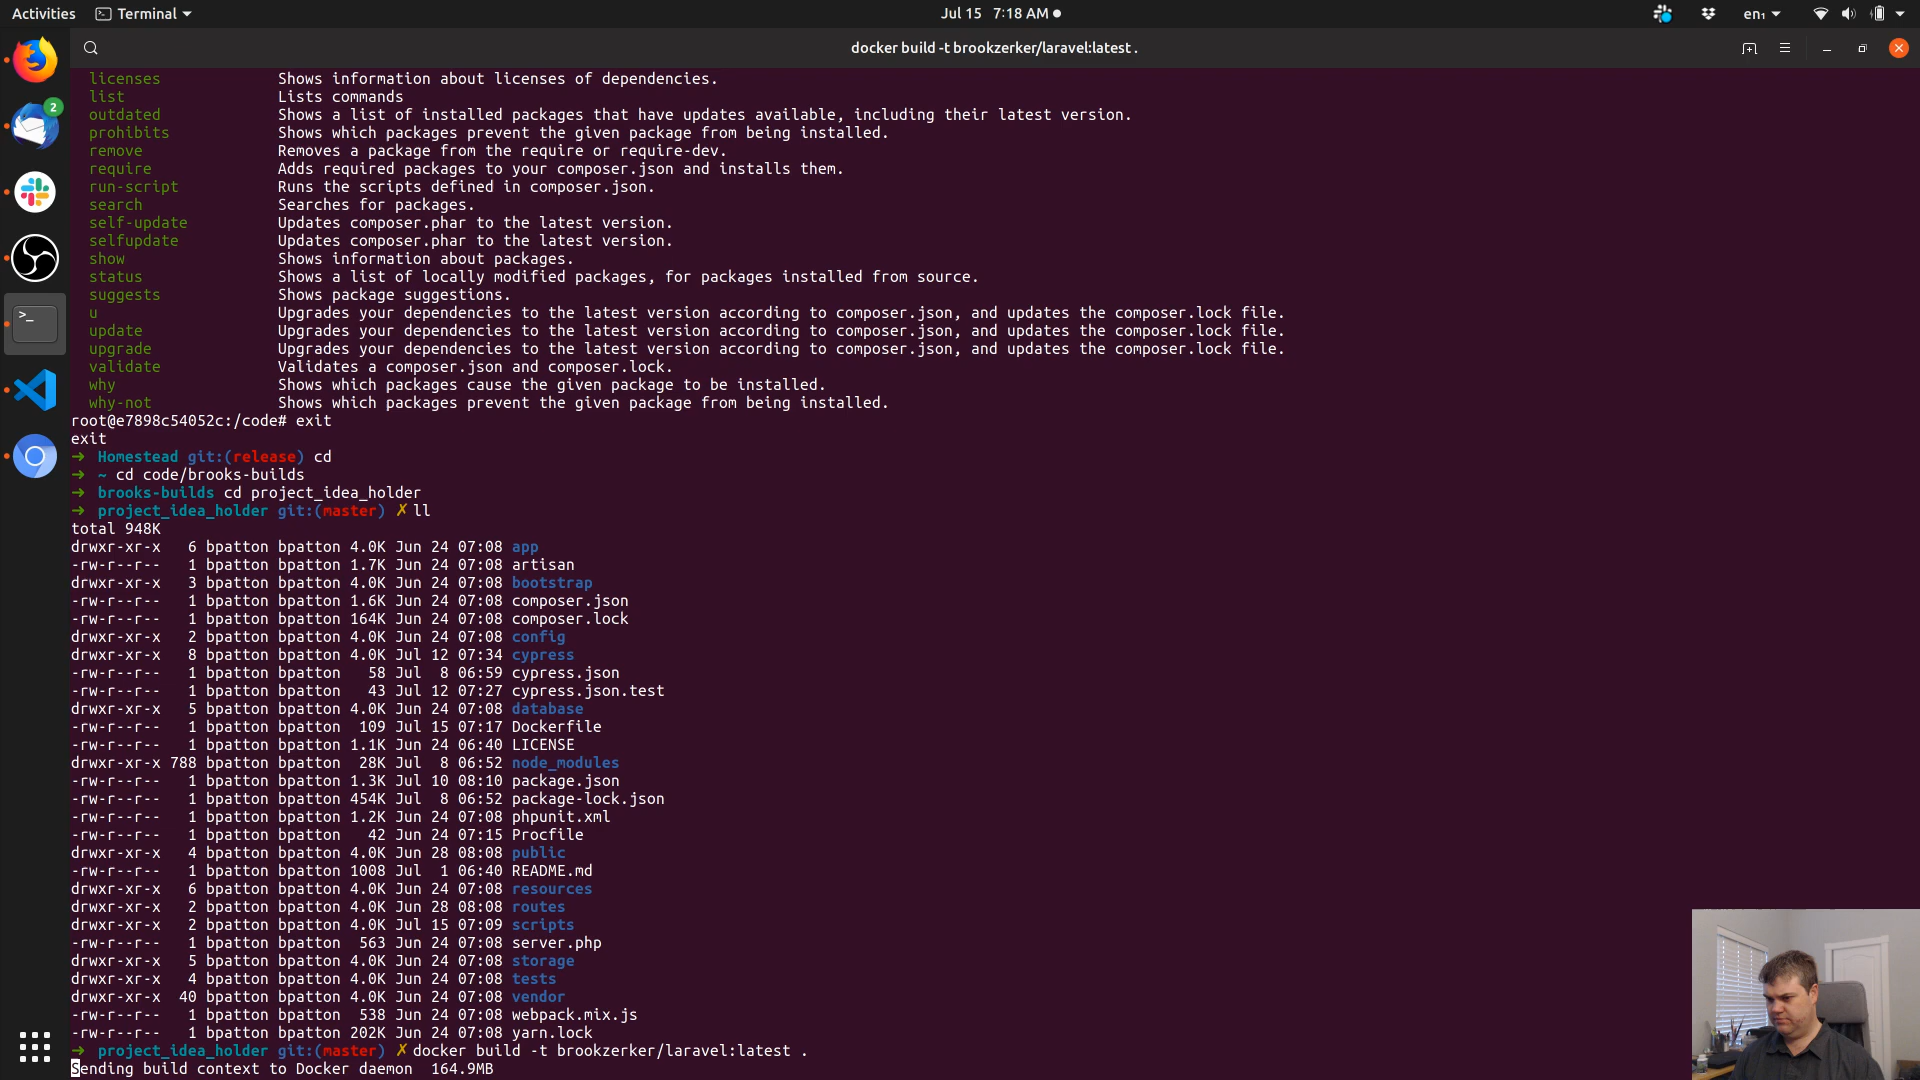 Activities Terminal Jul 15 7:18 AM en₁
docker build -t brookzerker/laravel:latest .
2
licenses Shows information about licenses of dependencies.
list Lists commands
outdated Shows a list of installed packages that have updates available, including their latest version.
prohibits Shows which packages prevent the given package from being installed.
remove Removes a package from the require or require-dev.
require Adds required packages to your composer.json and installs them.
run-script Runs the scripts defined in composer.json.
search Searches for packages.
self-update Updates composer.phar to the latest version.
selfupdate Updates composer.phar to the latest version.
show Shows information about packages.
status Shows a list of locally modified packages, for packages installed from source.
suggests Shows package suggestions.
u Upgrades your dependencies to the latest version according to composer.json, and updates the composer.lock file.
update Upgrades your dependencies to the latest version according to composer.json, and updates the composer.lock file.
upgrade Upgrades your dependencies to the latest version according to composer.json, and updates the composer.lock file.
validate Validates a composer.json and composer.lock.
why Shows which packages cause the given package to be installed.
why-not Shows which packages prevent the given package from being installed.
root@e7898c54052c:/code# exit
exit
➜ Homestead git:(release) cd
➜ ~ cd code/brooks-builds
➜ brooks-builds cd project_idea_holder
➜ project_idea_holder git:(master) ✗ ll
total 948K
drwxr-xr-x 6 bpatton bpatton 4.0K Jun 24 07:08 app
-rw-r--r-- 1 bpatton bpatton 1.7K Jun 24 07:08 artisan
drwxr-xr-x 3 bpatton bpatton 4.0K Jun 24 07:08 bootstrap
-rw-r--r-- 1 bpatton bpatton 1.6K Jun 24 07:08 composer.json
-rw-r--r-- 1 bpatton bpatton 164K Jun 24 07:08 composer.lock
drwxr-xr-x 2 bpatton bpatton 4.0K Jun 24 07:08 config
drwxr-xr-x 8 bpatton bpatton 4.0K Jul 12 07:34 cypress
-rw-r--r-- 1 bpatton bpatton 58 Jul 8 06:59 cypress.json
-rw-r--r-- 1 bpatton bpatton 43 Jul 12 07:27 cypress.json.test
drwxr-xr-x 5 bpatton bpatton 4.0K Jun 24 07:08 database
-rw-r--r-- 1 bpatton bpatton 109 Jul 15 07:17 Dockerfile
-rw-r--r-- 1 bpatton bpatton 1.1K Jun 24 06:40 LICENSE
drwxr-xr-x 788 bpatton bpatton 28K Jul 8 06:52 node_modules
-rw-r--r-- 1 bpatton bpatton 1.3K Jul 10 08:10 package.json
-rw-r--r-- 1 bpatton bpatton 454K Jul 8 06:52 package-lock.json
-rw-r--r-- 1 bpatton bpatton 1.2K Jun 24 07:08 phpunit.xml
-rw-r--r-- 1 bpatton bpatton 42 Jun 24 07:15 Procfile
drwxr-xr-x 4 bpatton bpatton 4.0K Jun 28 08:08 public
-rw-r--r-- 1 bpatton bpatton 1008 Jul 1 06:40 README.md
drwxr-xr-x 6 bpatton bpatton 4.0K Jun 24 07:08 resources
drwxr-xr-x 2 bpatton bpatton 4.0K Jun 28 08:08 routes
drwxr-xr-x 2 bpatton bpatton 4.0K Jul 15 07:09 scripts
-rw-r--r-- 1 bpatton bpatton 563 Jun 24 07:08 server.php
drwxr-xr-x 5 bpatton bpatton 4.0K Jun 24 07:08 storage
drwxr-xr-x 4 bpatton bpatton 4.0K Jun 24 07:08 tests
drwxr-xr-x 40 bpatton bpatton 4.0K Jun 24 07:08 vendor
-rw-r--r-- 1 bpatton bpatton 538 Jun 24 07:08 webpack.mix.js
-rw-r--r-- 1 bpatton bpatton 202K Jun 24 07:08 yarn.lock
➜ project_idea_holder git:(master) ✗ docker build -t brookzerker/laravel:latest .
Sending build context to Docker daemon 164.9MB